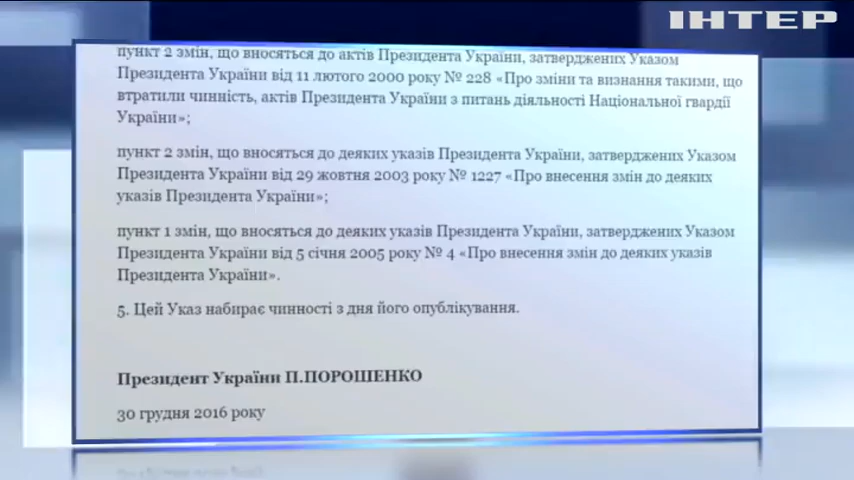 ІНТЕР
пункт 2 змін, що вносяться до актів Президента України, затверджених Указом
Президента України від 11 лютого 2000 року № 228 «Про зміни та визнання такими, що
втратили чинність, актів Президента України з питань діяльності Національної гвардії
України»;
пункт 2 змін, що вносяться до деяких указів Президента України, затверджених Указом
Президента України від 29 жовтня 2003 року № 1227 «Про внесення змін до деяких
указів Президента України»;
пункт 1 змін, що вносяться до деяких указів Президента України, затверджених Указом
Президента України від 5 січня 2005 року № 4 «Про внесення змін до деяких указів
Президента України».
5. Цей Указ набирає чинності з дня його опублікування.
Президент України П.ПОРОШЕНКО
30 грудня 2016 року